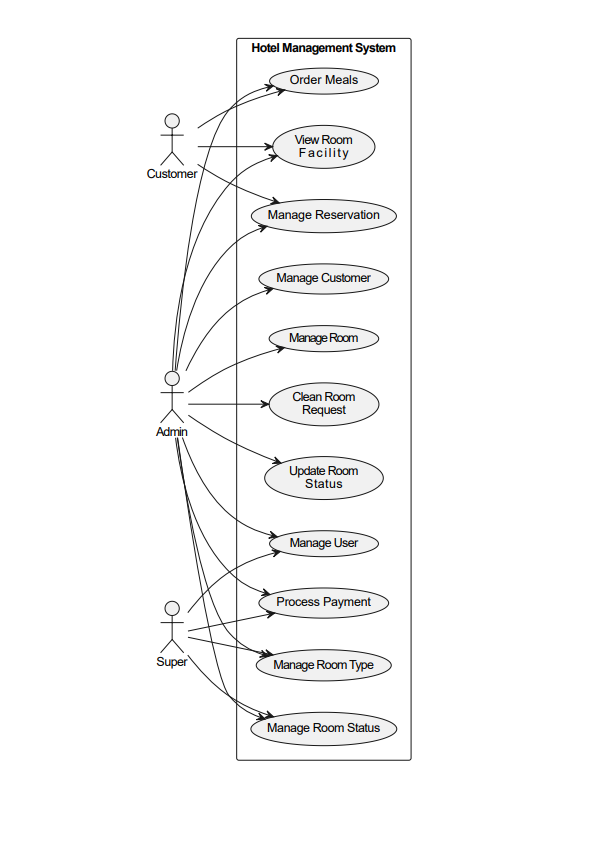 Hotel Management System
Order Meals
View Room
Facility
Customer
Manage Reservation
Manage Customer
Manage Room
Clean Room
Request
Admin
Update Room
Status
Manage User
Process Payment
Super
Manage Room Type
Manage Room Status